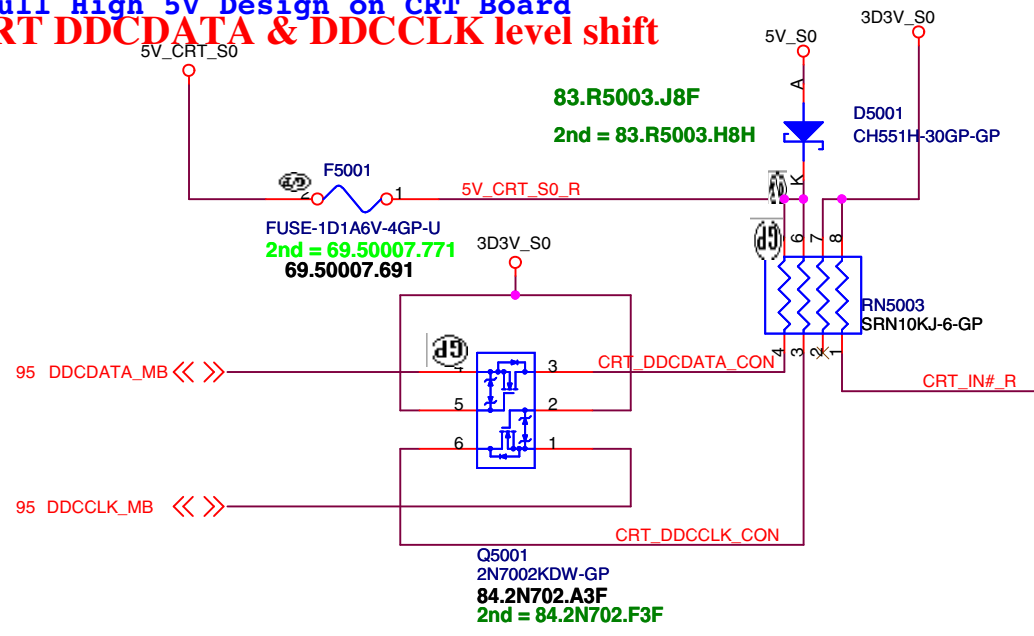 ull High 5V Design on CRT Board
RT DDCDATA & DDCCLK level shift
3D3V_S0
5V_S0
5V_CRT_S0
A
83.R5003.J8F
2nd = 83.R5003.H8H
D5001
CH551H-30GP-GP
K
F5001
2
1
5V_CRT_S0_R
FUSE-1D1A6V-4GP-U
2nd = 69.50007.771
69.50007.691
3D3V_S0
GP
6
7
8
RN5003
SRN10KJ-6-GP
GP
4
3
2
1
95 DDCDATA_MB
4
3
CRT_DDCDATA_CON
CRT_IN#_R
5
2
6
1
95 DDCCLK_MB
CRT_DDCCLK_CON
Q5001
2N7002KDW-GP
84.2N702.A3F
2nd = 84.2N702.F3F